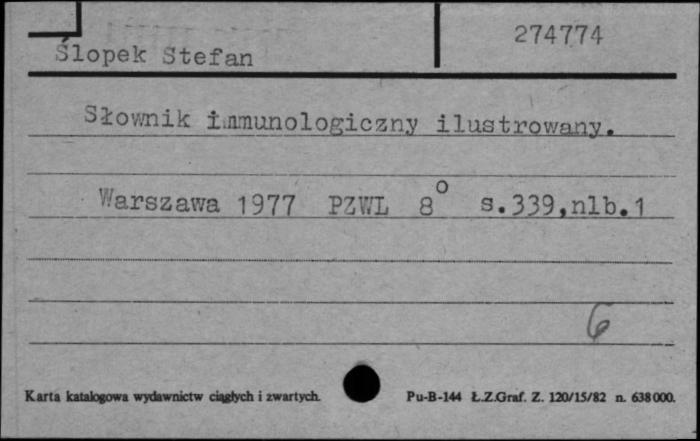 274774
Ślopek Stefan
Słownik immunologiczny ilustrowany.
Warszawa 1977 PZWL 8° s.339,nlb.1
6
Karta katalogowa wydawnictw ciągłych i zwartych. Pu-B-144 Ł.Z.Graf. Z. 120/15/82 n. 638000.